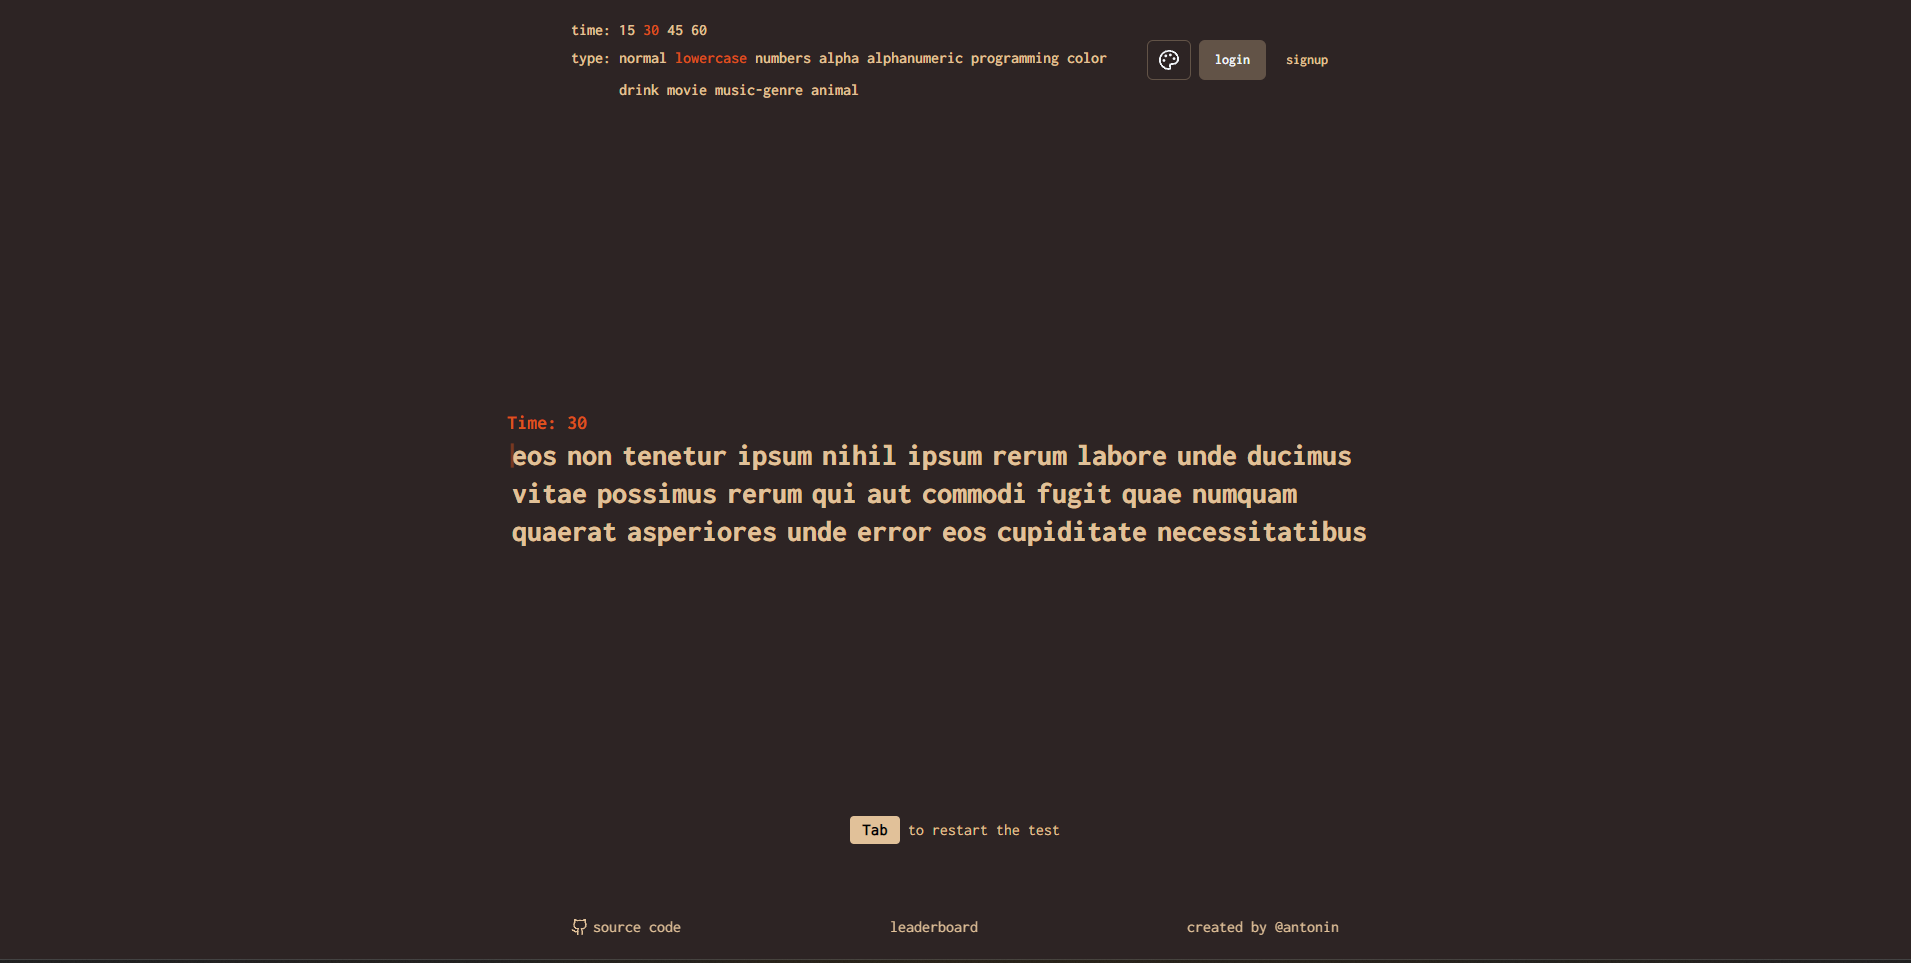 time: 15 30 45 60
type: normal lowercase numbers alpha alphanumeric programming color
drink movie music-genre animal
login
signup
Time: 30
eos non tenetur ipsum nihil ipsum rerum labore unde ducimus
vitae possimus rerum qui aut commodi fugit quae numquam
quaerat asperiores unde error eos cupiditate necessitatibus
Tab to restart the test
source code
leaderboard
created by @antonin